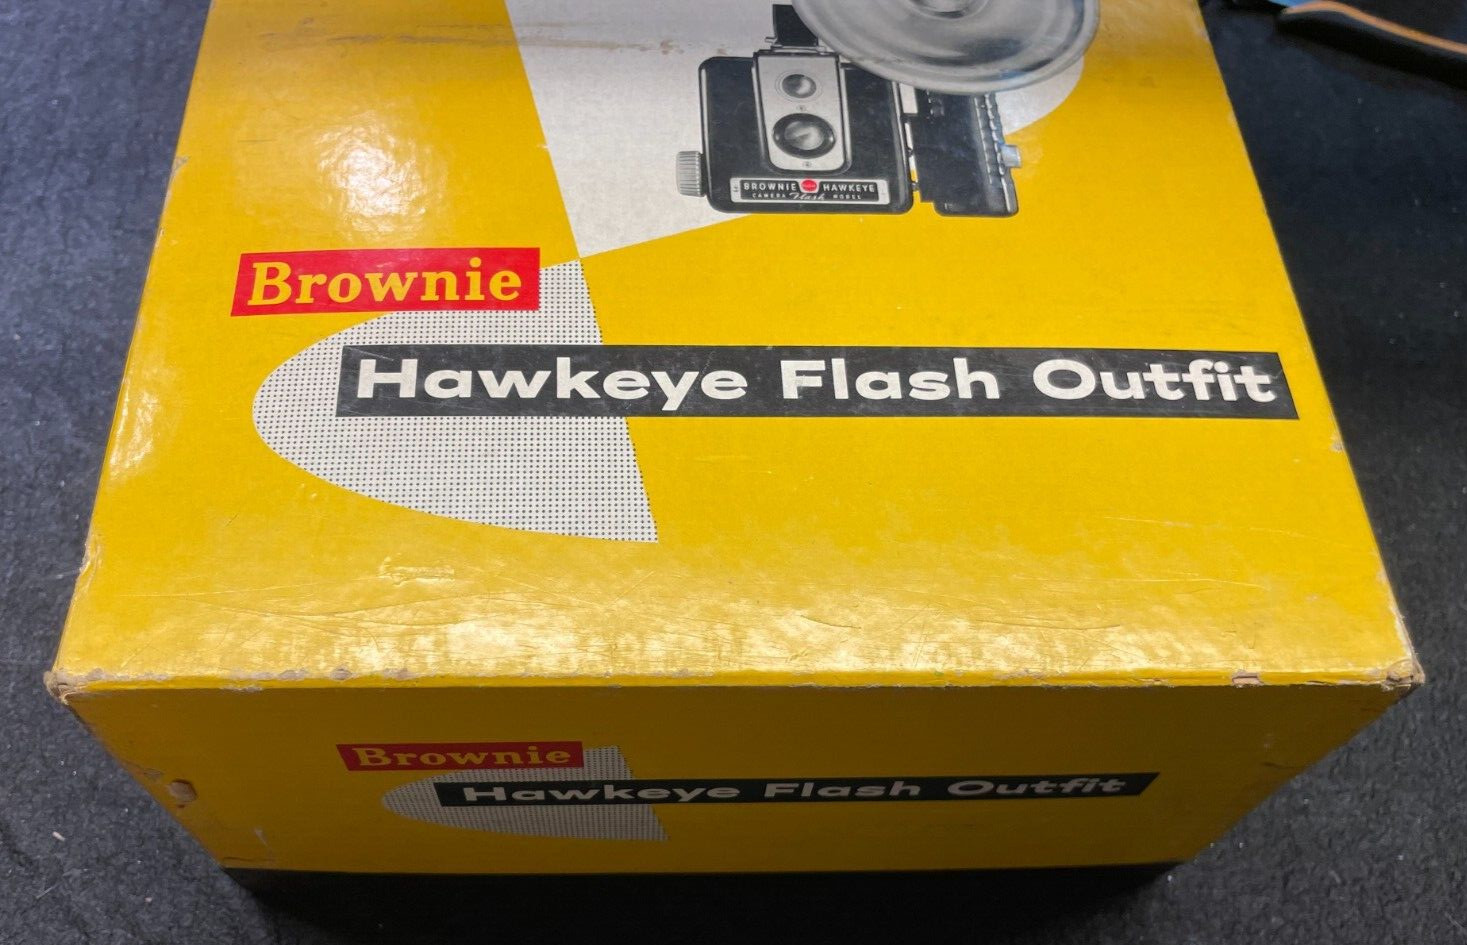 BROWNIE HAWKEYE
CAMERA Flash MODEL
Brownie
Hawkeye Flash Outfit
Brownie
Hawkeye Flash Outfit